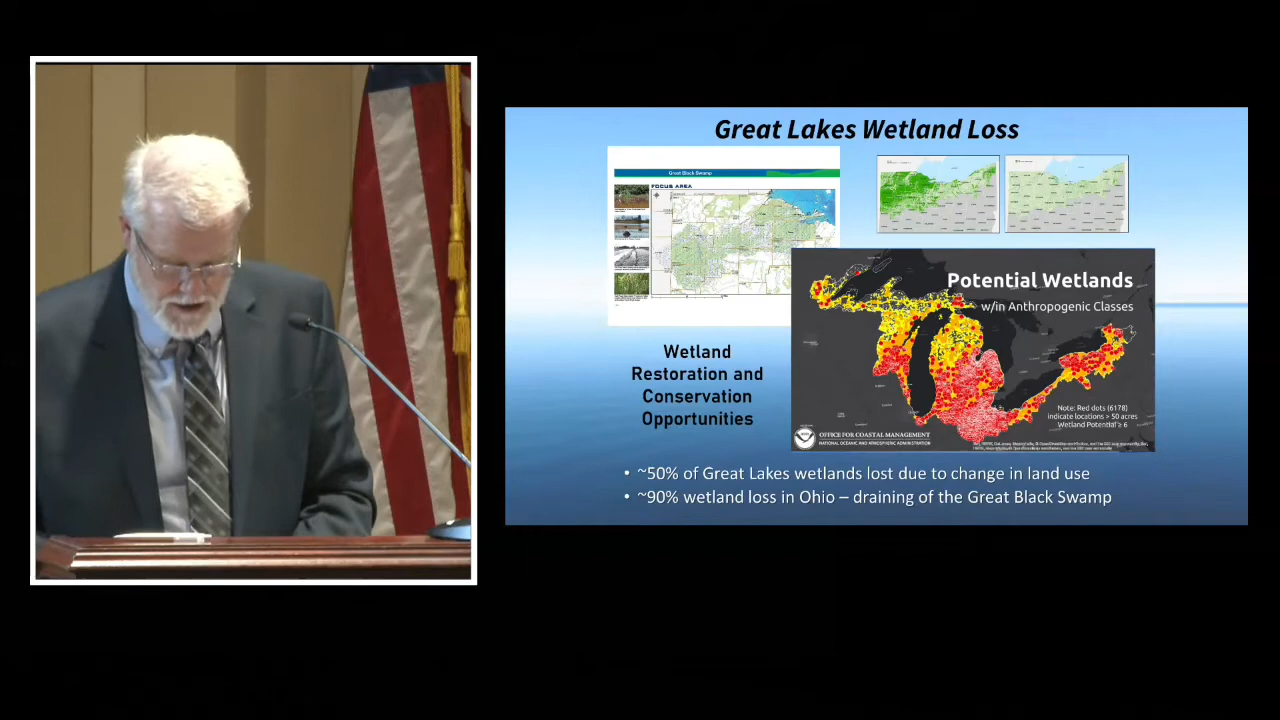 Great Lakes Wetland Loss
Great Black Swamp
FOCUS AREA
Potential Wetlands
w/in Anthropogenic Classes
Wetland
Restoration and
Conservation
Opportunities
Note: Red dots (6178)
indicate locations > 50 acres
Wetland Potential ≥ 6
OFFICE FOR COASTAL MANAGEMENT
NATIONAL OCEANIC AND ATMOSPHERIC ADMINISTRATION
• ~50% of Great Lakes wetlands lost due to change in land use
• ~90% wetland loss in Ohio – draining of the Great Black Swamp